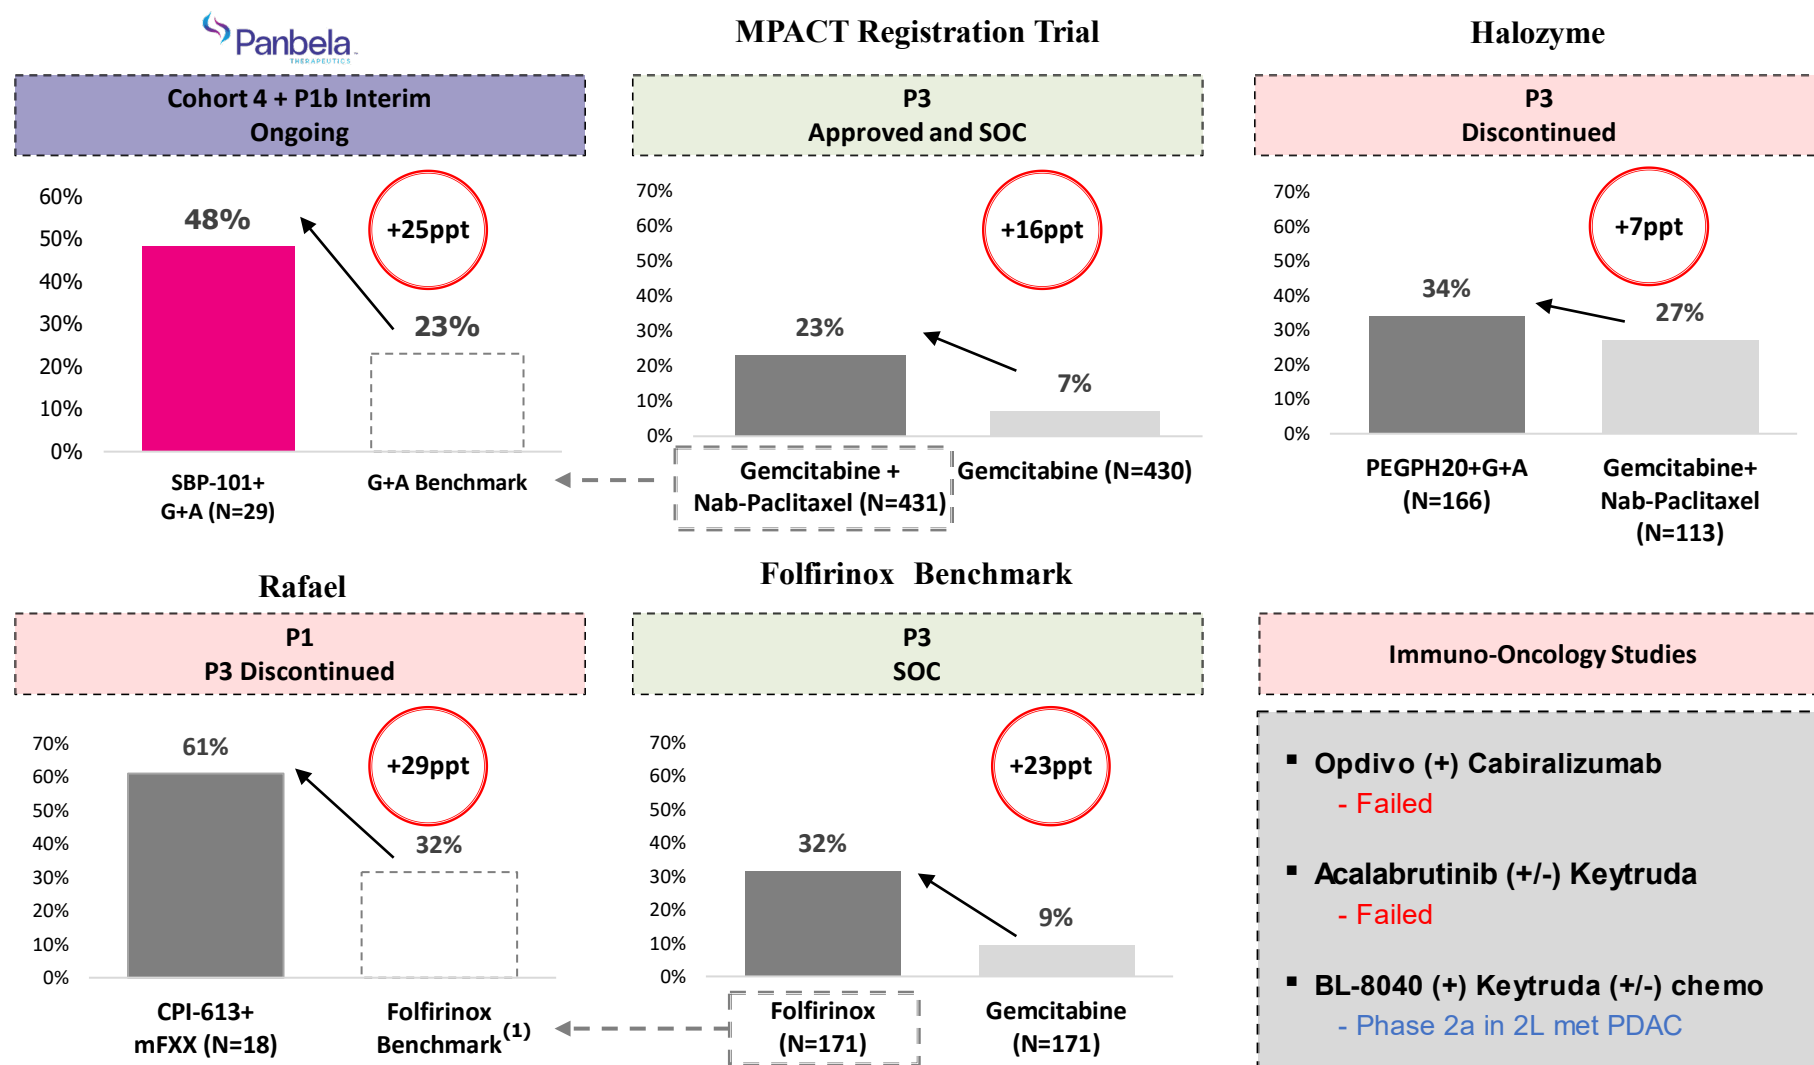 Panbela
THERAPEUTICS
Cohort 4 + P1b Interim
Ongoing
60%
50%
40%
30%
20%
10%
0%
48%
23%
+25ppt
SBP-101+
G+A (N=29)
G+A Benchmark
MPACT Registration Trial
P3
Approved and SOC
70%
60%
50%
40%
30%
20%
10%
0%
23%
7%
+16ppt
Gemcitabine +
Nab-Paclitaxel (N=431)
Gemcitabine (N=430)
Halozyme
P3
Discontinued
70%
60%
50%
40%
30%
20%
10%
0%
34%
27%
+7ppt
PEGPH20+G+A
(N=166)
Gemcitabine+
Nab-Paclitaxel
(N=113)
Rafael
P1
P3 Discontinued
70%
60%
50%
40%
30%
20%
10%
0%
61%
32%
+29ppt
CPI-613+
mFXX (N=18)
Folfirinox
Benchmark(1)
Folfirinox Benchmark
P3
SOC
70%
60%
50%
40%
30%
20%
10%
0%
32%
9%
+23ppt
Folfirinox
(N=171)
Gemcitabine
(N=171)
Immuno-Oncology Studies
▪ Opdivo (+) Cabiralizumab
- Failed
▪ Acalabrutinib (+/-) Keytruda
- Failed
▪ BL-8040 (+) Keytruda (+/-) chemo
- Phase 2a in 2L met PDAC